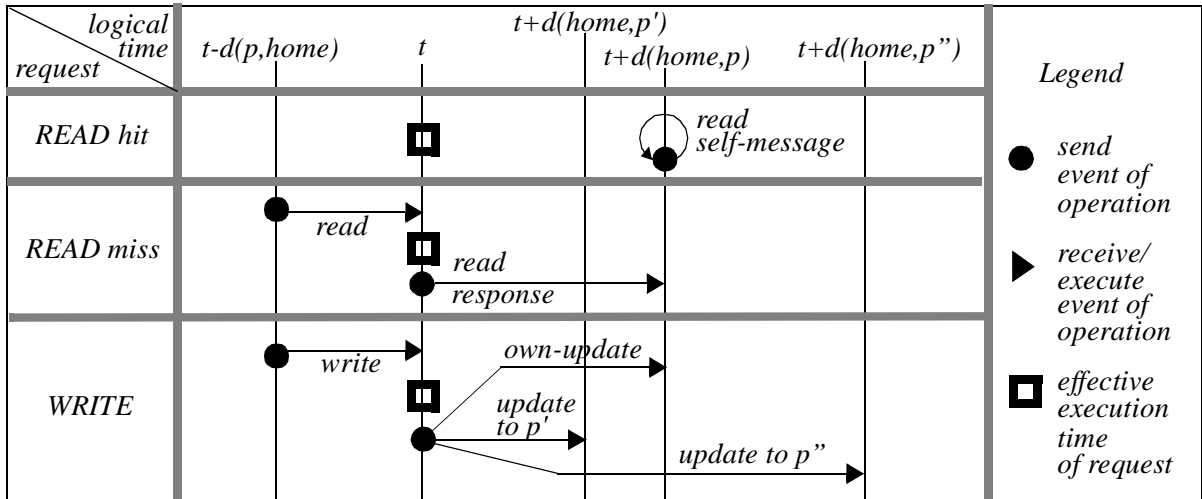 logical
time
request
t-d(p,home)
t
t+d(home,p')
t+d(home,p)
t+d(home,p”)
READ hit
read
self-message
READ miss
read
read
response
WRITE
write
own-update
update
to p'
update to p”
Legend
send
event of
operation
receive/
execute
event of
operation
effective
execution
time
of request